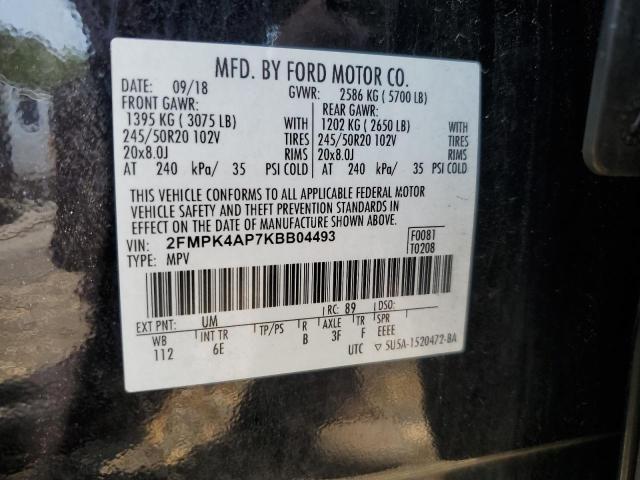 MFD. BY FORD MOTOR CO.
DATE: 09/18 GVWR: 2586 KG ( 5700 LB)
FRONT GAWR: REAR GAWR:
1395 KG ( 3075 LB) WITH 1202 KG ( 2650 LB) WITH
245/50R20 102V TIRES 245/50R20 102V TIRES
20x8.0J RIMS 20x8.0J RIMS
AT 240 kPa/ 35 PSI COLD AT 240 kPa/ 35 PSI COLD
THIS VEHICLE CONFORMS TO ALL APPLICABLE FEDERAL MOTOR
VEHICLE SAFETY AND THEFT PREVENTION STANDARDS IN
EFFECT ON THE DATE OF MANUFACTURE SHOWN ABOVE.
VIN: 2FMPK4AP7KBB04493 F0081
TYPE: MPV T0208
EXT PNT: UM RC: 89 DSO:
WB INT TR TP/PS R AXLE TR SPR
112 6E B 3F F EEEE
UTC ▽ 5U5A-1520472-BA